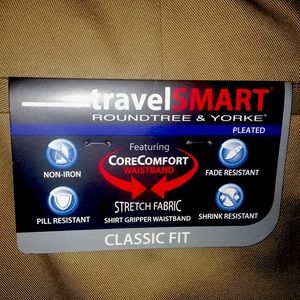 travelSMART
ROUNDTREE & YORKE
PLEATED
Featuring
CORECOMFORT
WAISTBAND
NON-IRON
FADE RESISTANT
STRETCH FABRIC
SHIRT GRIPPER WAISTBAND
PILL RESISTANT
SHRINK RESISTANT
CLASSIC FIT